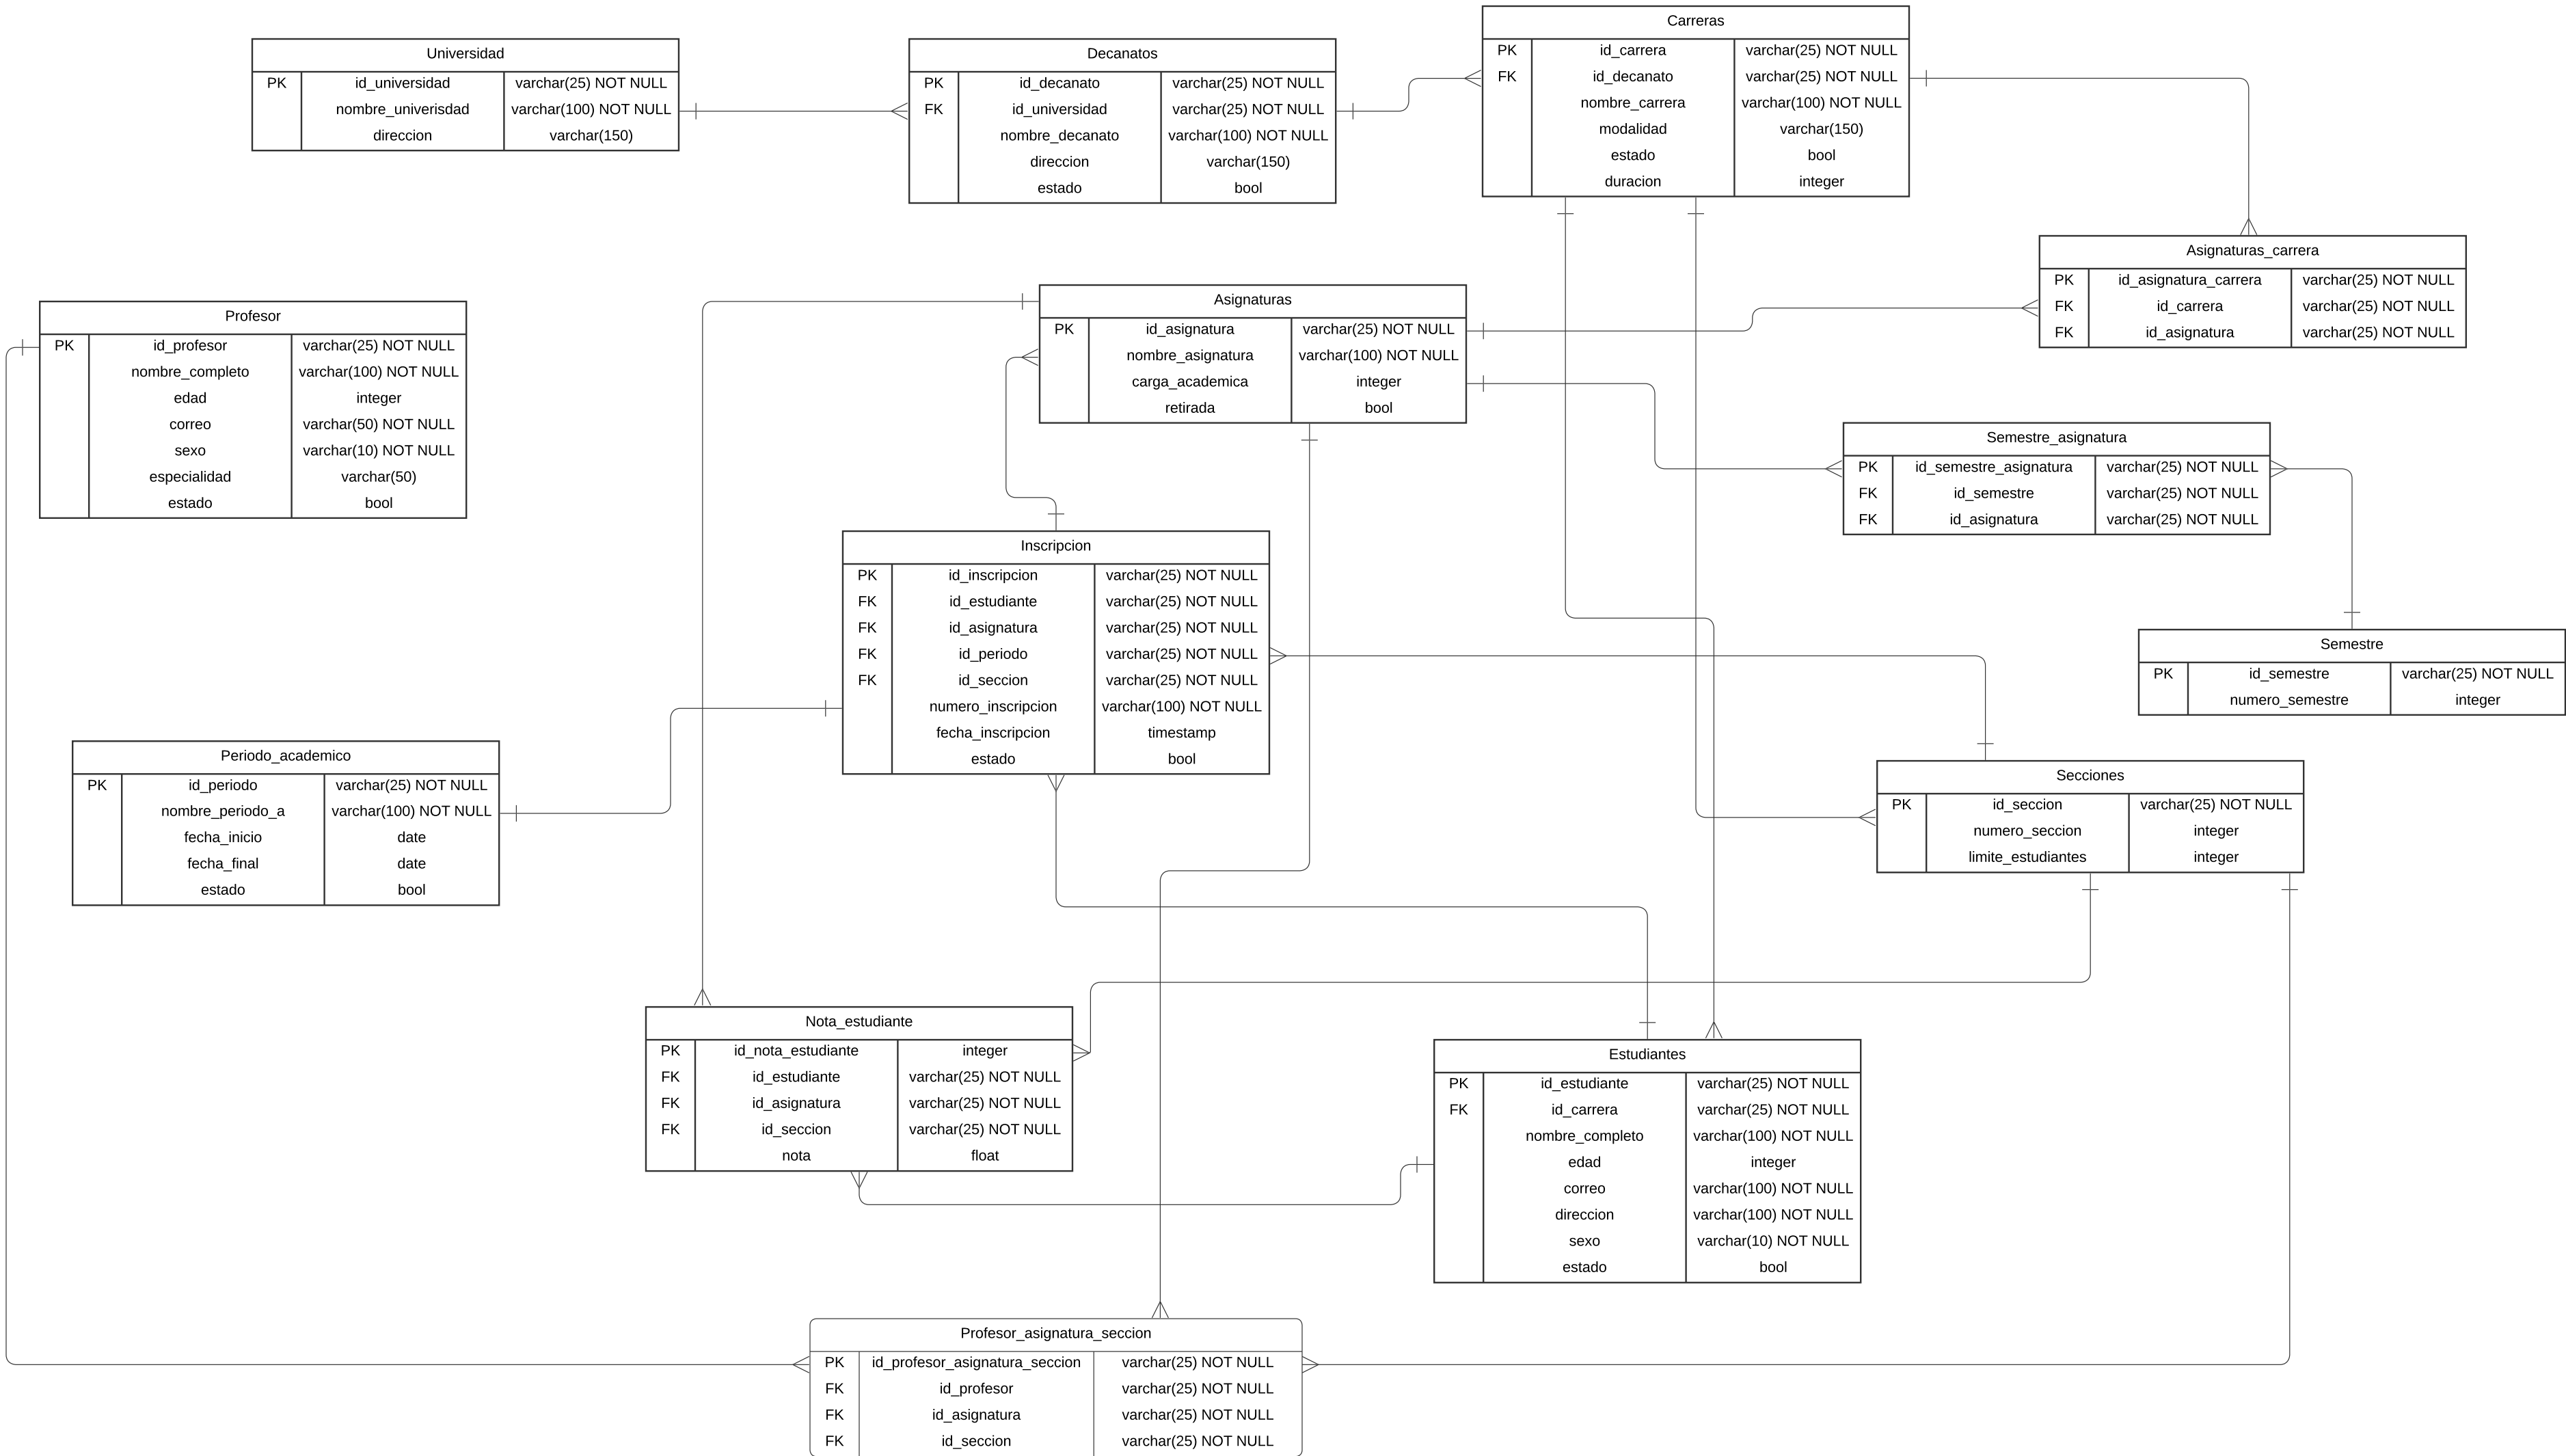 Universidad
PK id_universidad varchar(25) NOT NULL
nombre_univerisdad varchar(100) NOT NULL
direccion varchar(150)
Decanatos
PK id_decanato varchar(25) NOT NULL
FK id_universidad varchar(25) NOT NULL
nombre_decanato varchar(100) NOT NULL
direccion varchar(150)
estado bool
Carreras
PK id_carrera varchar(25) NOT NULL
FK id_decanato varchar(25) NOT NULL
nombre_carrera varchar(100) NOT NULL
modalidad varchar(150)
estado bool
duracion integer
Asignaturas_carrera
PK id_asignatura_carrera varchar(25) NOT NULL
FK id_carrera varchar(25) NOT NULL
FK id_asignatura varchar(25) NOT NULL
Profesor
PK id_profesor varchar(25) NOT NULL
nombre_completo varchar(100) NOT NULL
edad integer
correo varchar(50) NOT NULL
sexo varchar(10) NOT NULL
especialidad varchar(50)
estado bool
Asignaturas
PK id_asignatura varchar(25) NOT NULL
nombre_asignatura varchar(100) NOT NULL
carga_academica integer
retirada bool
Semestre_asignatura
PK id_semestre_asignatura varchar(25) NOT NULL
FK id_semestre varchar(25) NOT NULL
FK id_asignatura varchar(25) NOT NULL
Inscripcion
PK id_inscripcion varchar(25) NOT NULL
FK id_estudiante varchar(25) NOT NULL
FK id_asignatura varchar(25) NOT NULL
FK id_periodo varchar(25) NOT NULL
FK id_seccion varchar(25) NOT NULL
numero_inscripcion varchar(100) NOT NULL
fecha_inscripcion timestamp
estado bool
Semestre
PK id_semestre varchar(25) NOT NULL
numero_semestre integer
Periodo_academico
PK id_periodo varchar(25) NOT NULL
nombre_periodo_a varchar(100) NOT NULL
fecha_inicio date
fecha_final date
estado bool
Secciones
PK id_seccion varchar(25) NOT NULL
numero_seccion integer
limite_estudiantes integer
Nota_estudiante
PK id_nota_estudiante integer
FK id_estudiante varchar(25) NOT NULL
FK id_asignatura varchar(25) NOT NULL
FK id_seccion varchar(25) NOT NULL
nota float
Estudiantes
PK id_estudiante varchar(25) NOT NULL
FK id_carrera varchar(25) NOT NULL
nombre_completo varchar(100) NOT NULL
edad integer
correo varchar(100) NOT NULL
direccion varchar(100) NOT NULL
sexo varchar(10) NOT NULL
estado bool
Profesor_asignatura_seccion
PK id_profesor_asignatura_seccion varchar(25) NOT NULL
FK id_profesor varchar(25) NOT NULL
FK id_asignatura varchar(25) NOT NULL
FK id_seccion varchar(25) NOT NULL